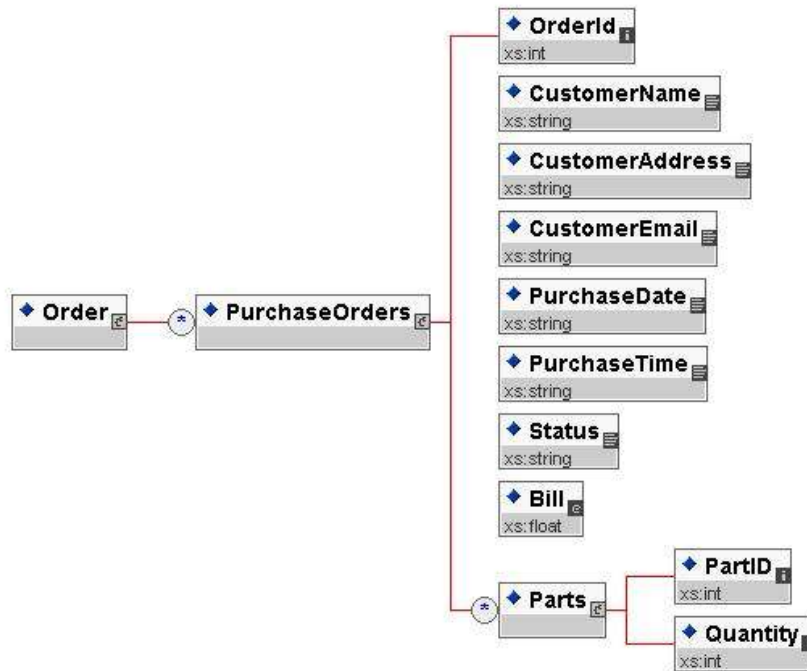 OrderId
xs:int
CustomerName
xs:string
CustomerAddress
xs:string
CustomerEmail
xs:string
Order
*
PurchaseOrders
PurchaseDate
xs:string
PurchaseTime
xs:string
Status
xs:string
Bill
xs:float
*
Parts
PartID
xs:int
Quantity
xs:int